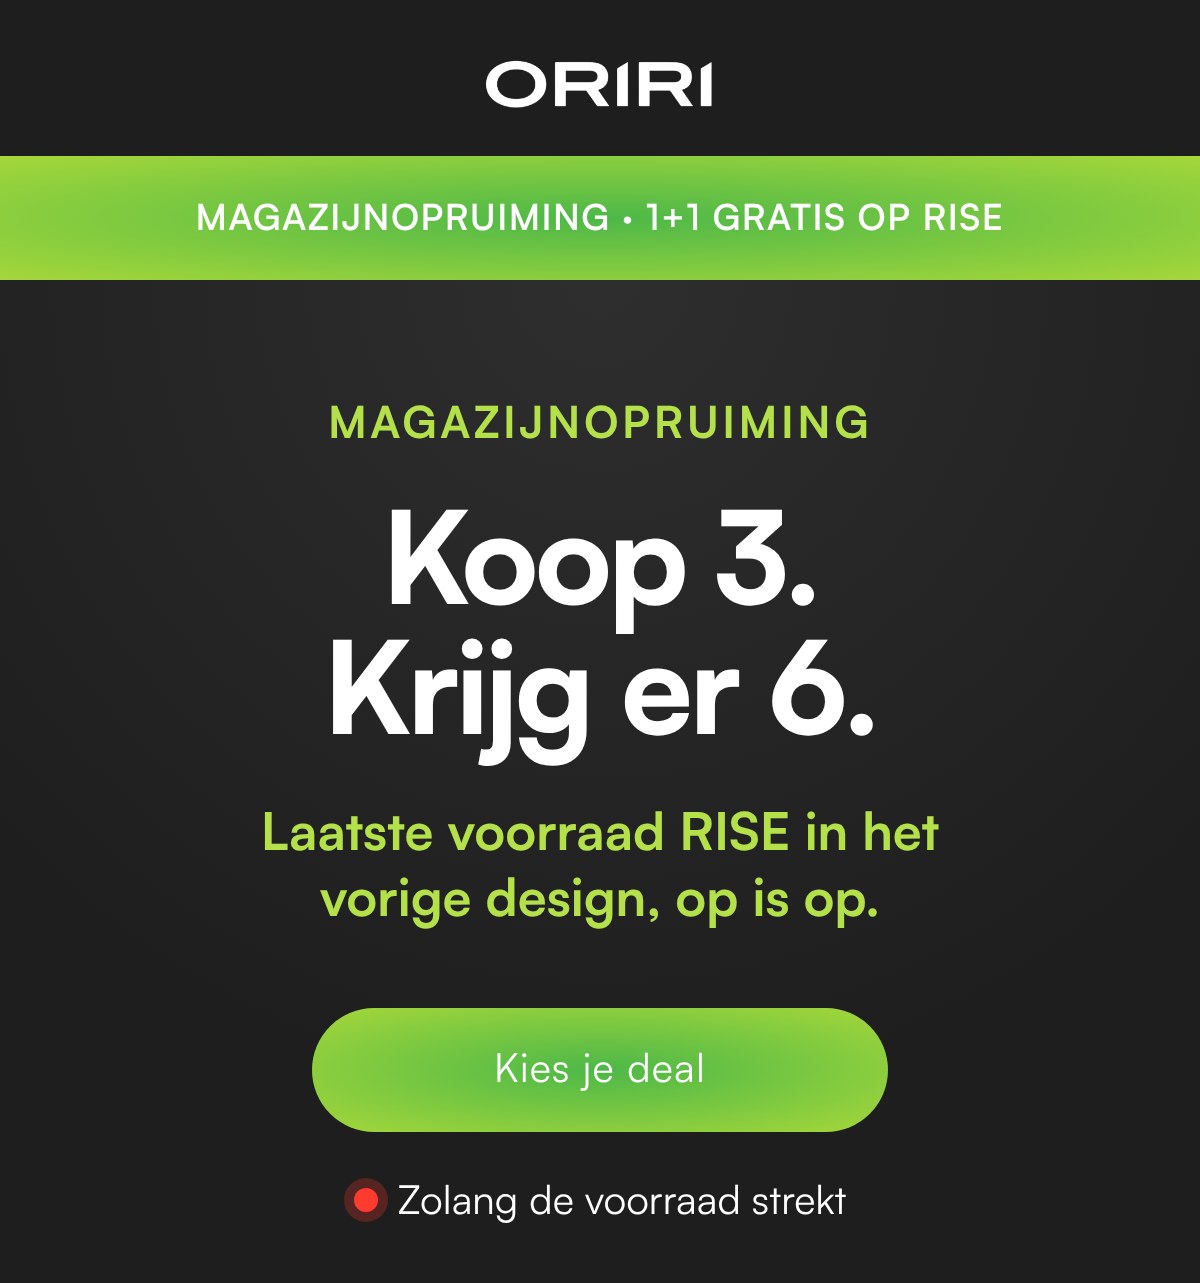 ORIRI
MAGAZIJNOPRUIMING • 1+1 GRATIS OP RISE
MAGAZIJNOPRUIMING
Koop 3.
Krijg er 6.
Laatste voorraad RISE in het
vorige design, op is op.
Kies je deal
Zolang de voorraad strekt